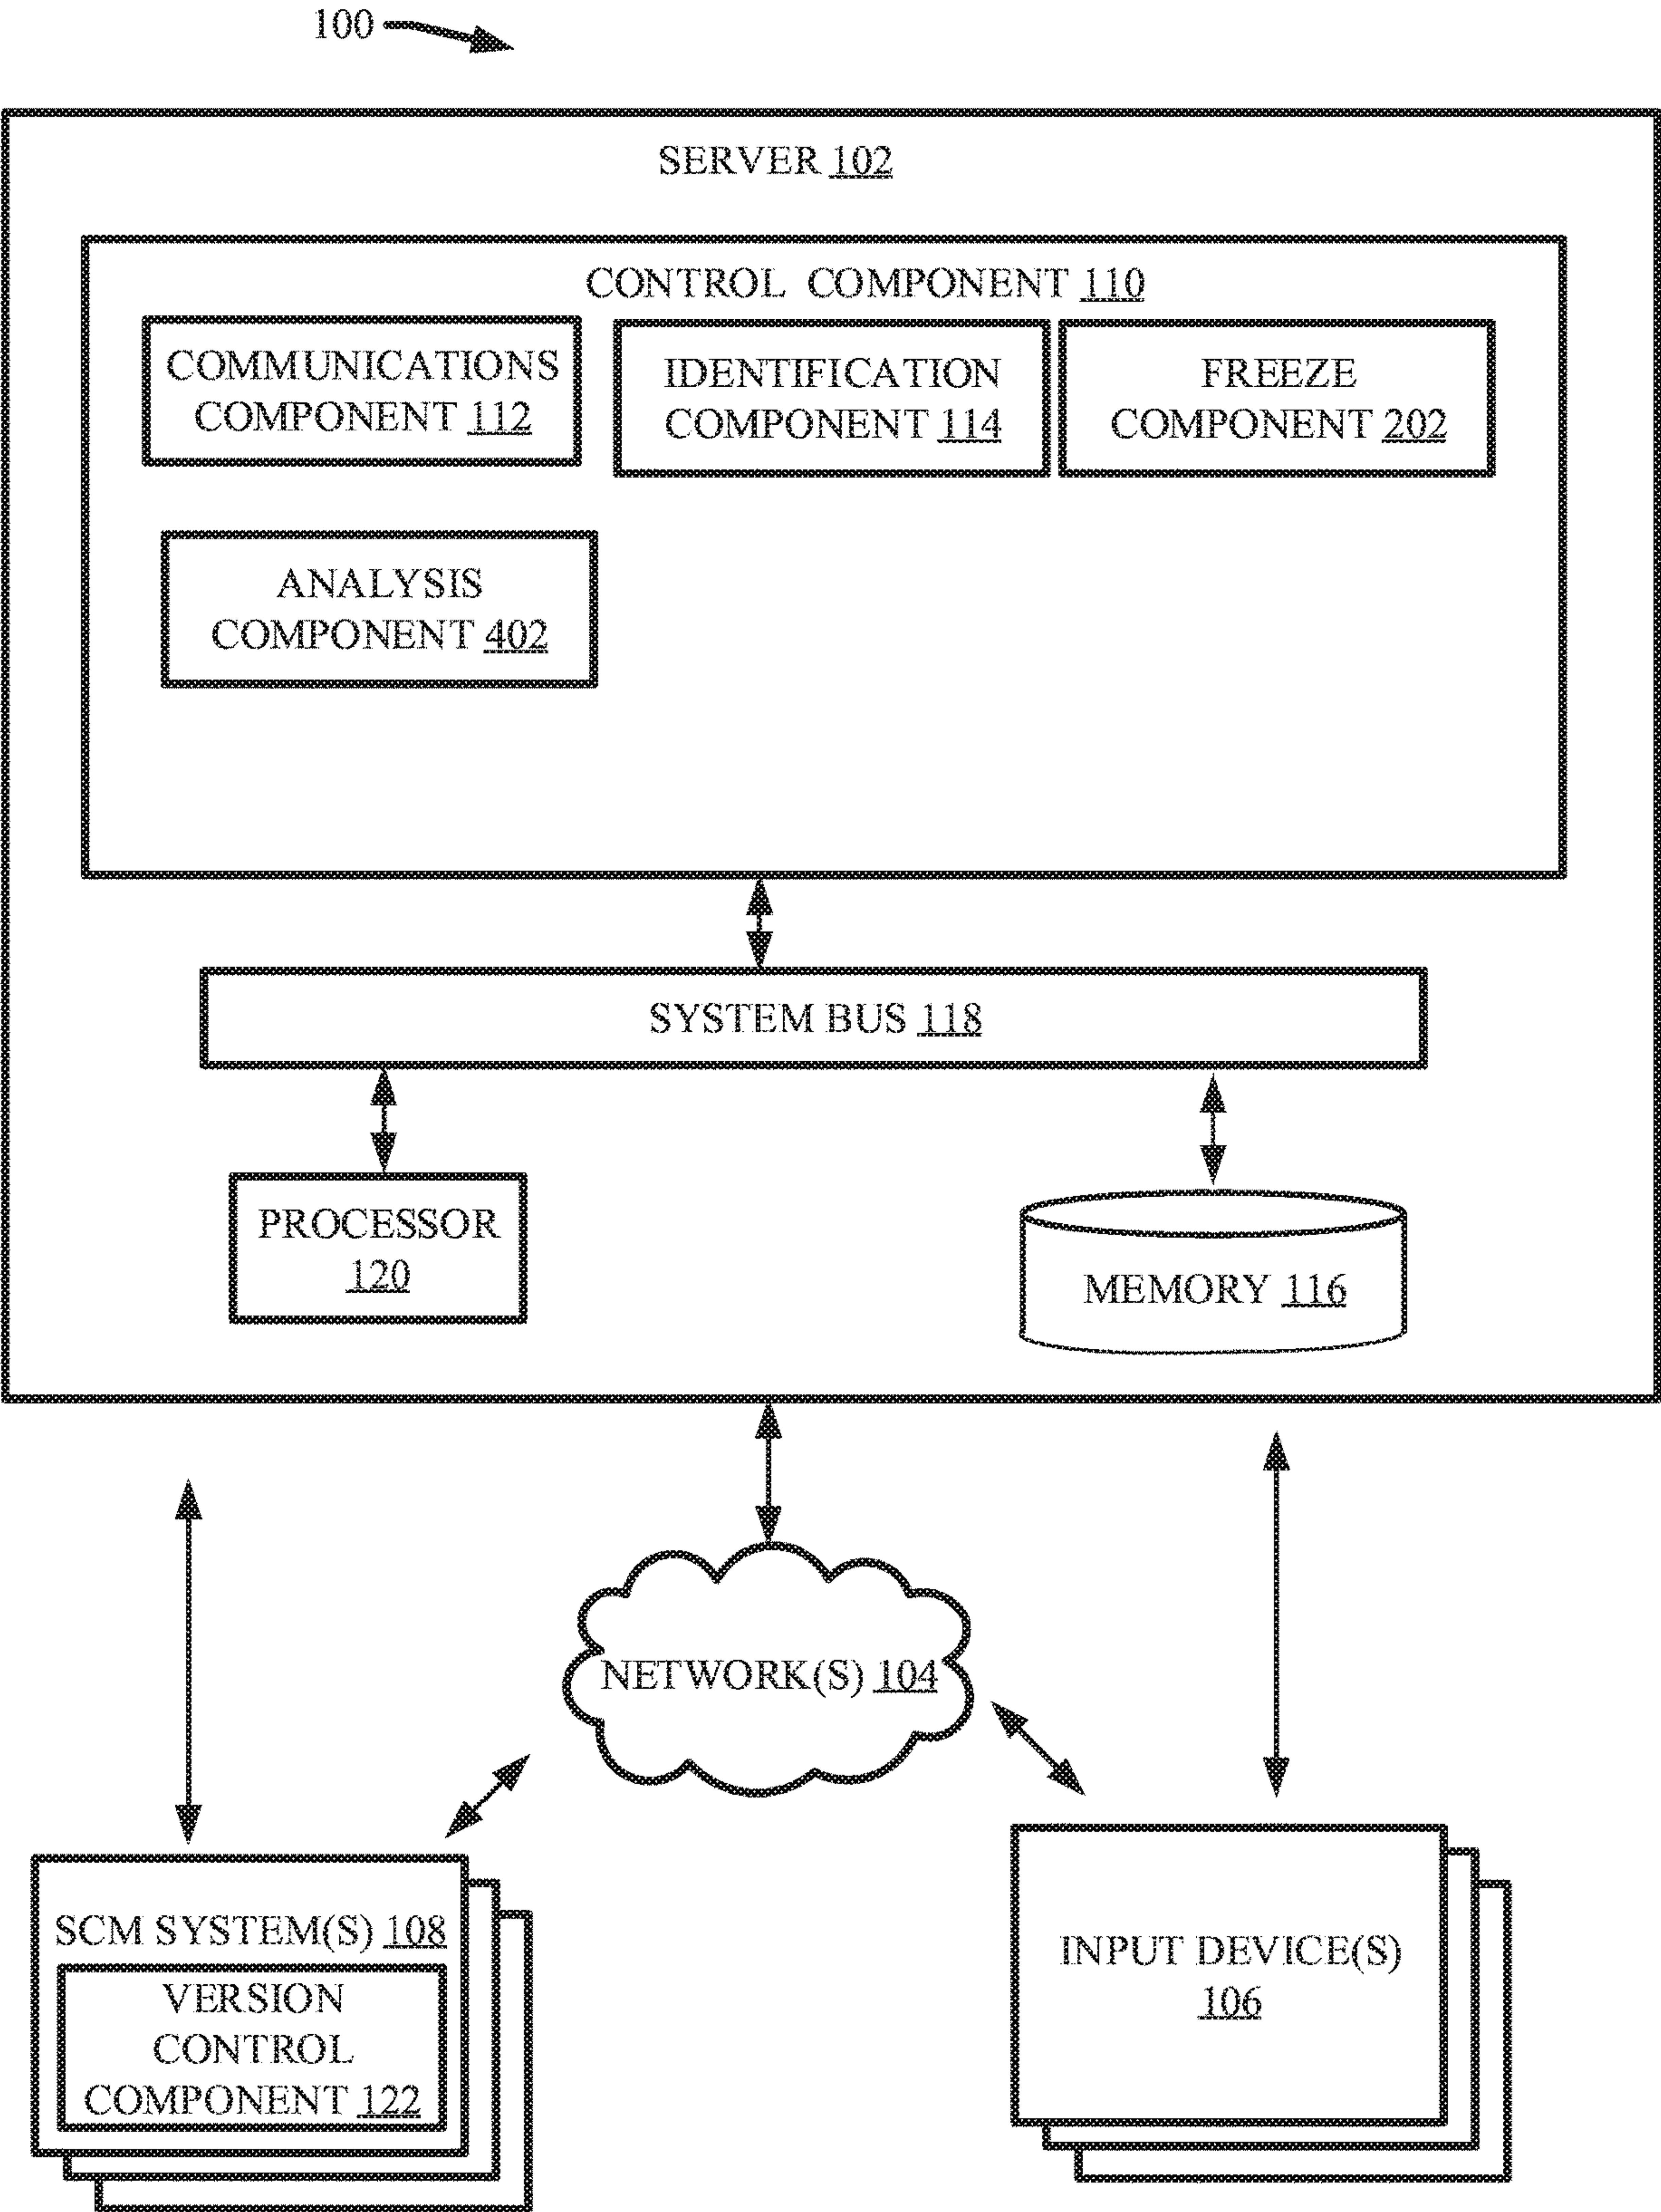 100
SERVER 102
CONTROL COMPONENT 110
COMMUNICATIONS
COMPONENT 112
IDENTIFICATION
COMPONENT 114
FREEZE
COMPONENT 202
ANALYSIS
COMPONENT 402
SYSTEM BUS 118
PROCESSOR
120
MEMORY 116
NETWORK(S) 104
SCM SYSTEM(S) 108
VERSION
CONTROL
COMPONENT 122
INPUT DEVICE(S)
106